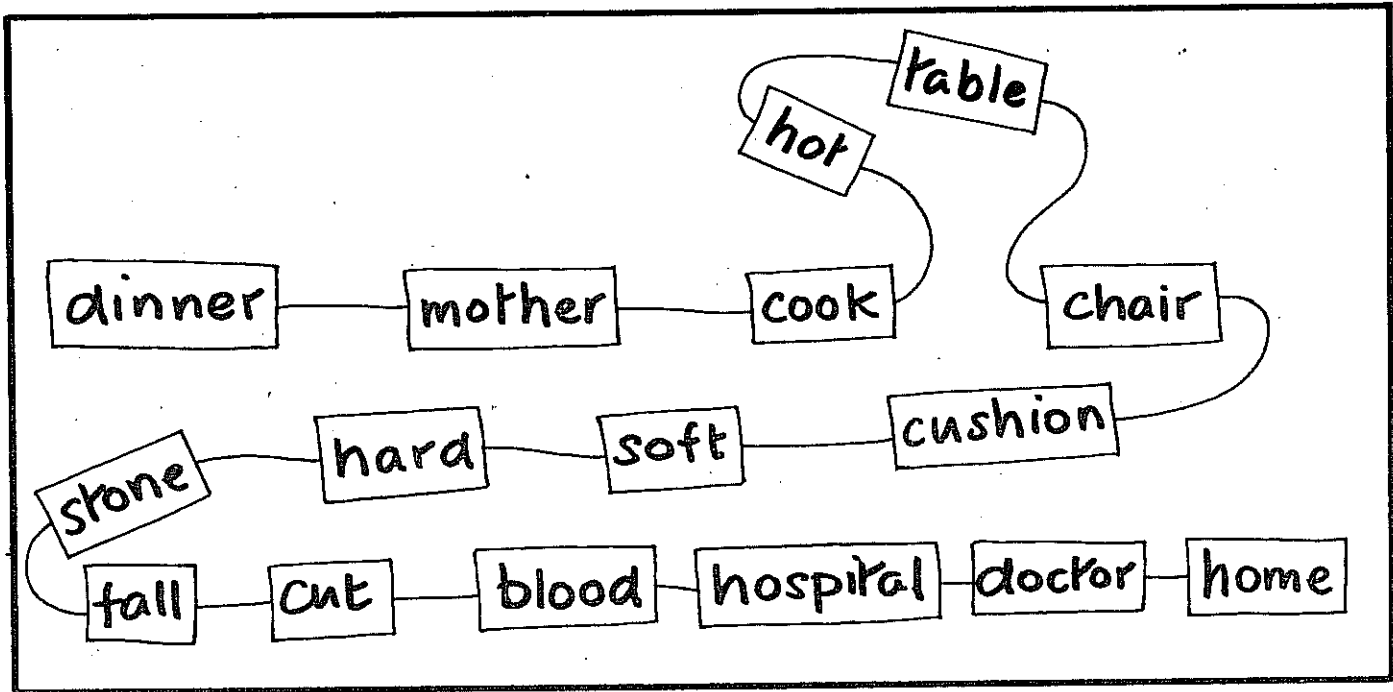 dinner
mother
cook
hot
table
chair
cushion
soft
hard
stone
fall
cut
blood
hospital
doctor
home